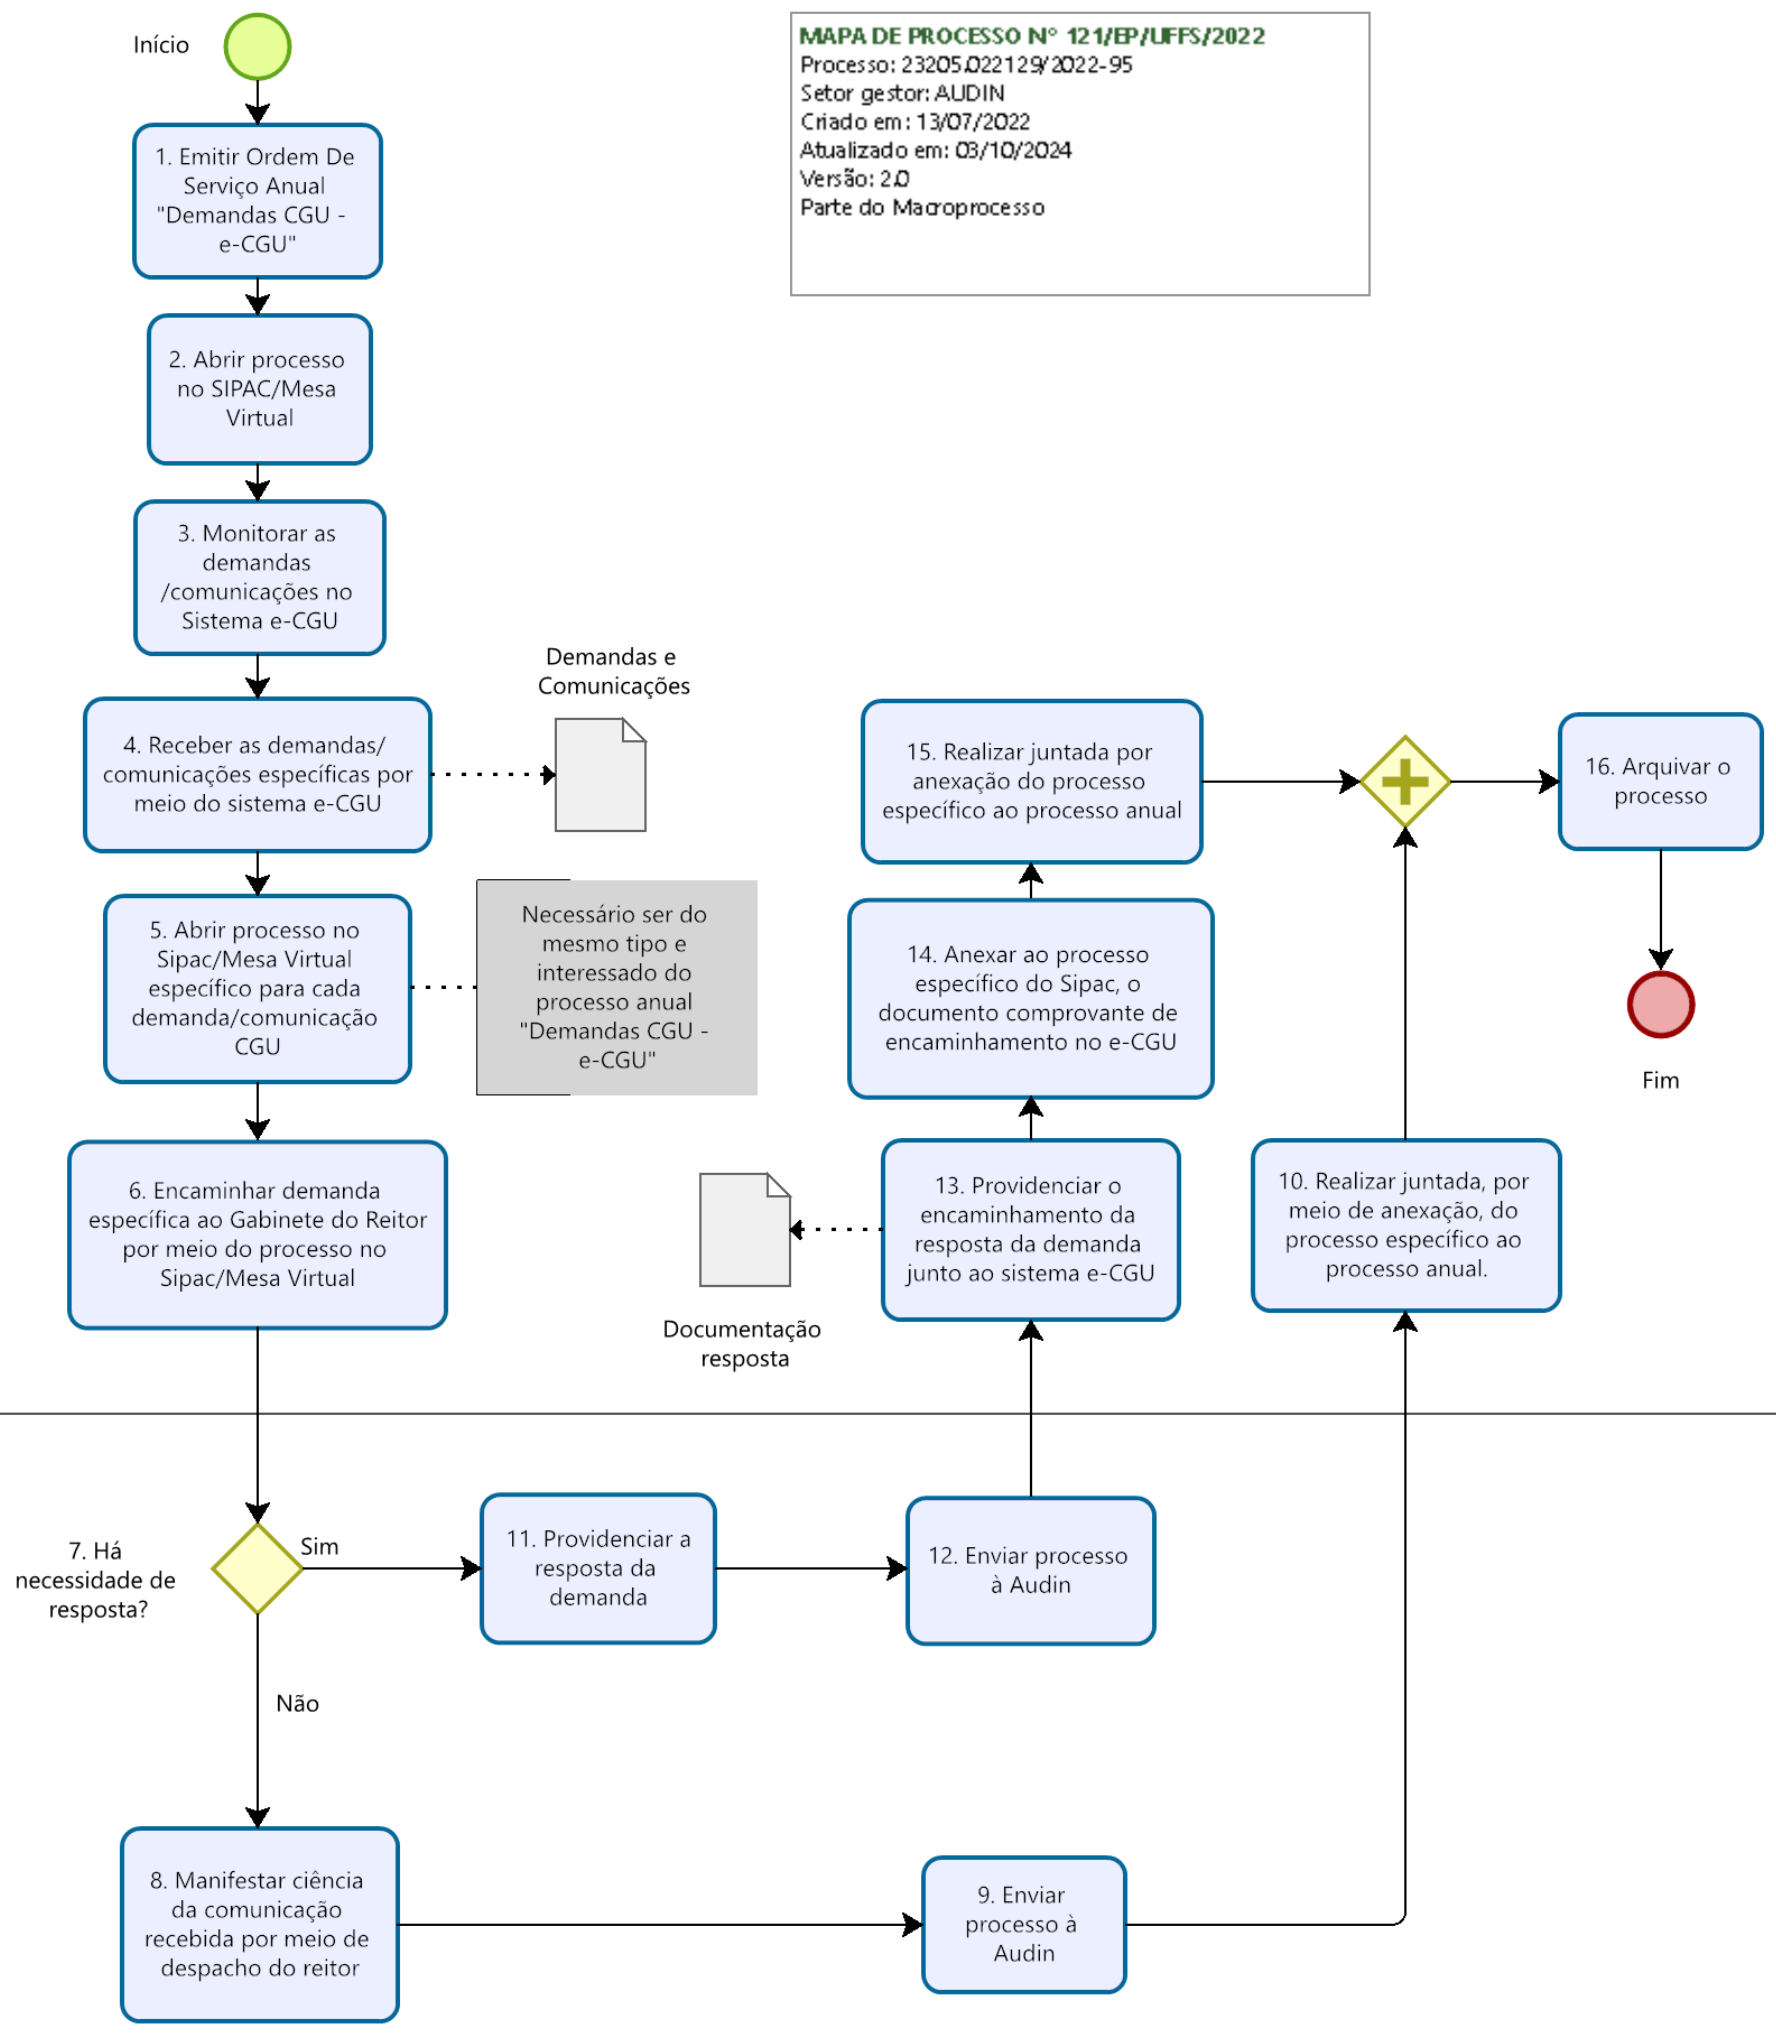 Início
MAPA DE PROCESSO N° 121/EP/UFFS/2022
Processo: 23205.022129/2022-95
Setor gestor: AUDIN
Criado em: 13/07/2022
Atualizado em: 03/10/2024
Versão: 2.0
Parte do Macroprocesso
1. Emitir Ordem De
Serviço Anual
"Demandas CGU -
e-CGU"
2. Abrir processo
no SIPAC/Mesa
Virtual
3. Monitorar as
demandas
/comunicações no
Sistema e-CGU
4. Receber as demandas/
comunicações específicas por
meio do sistema e-CGU
Demandas e
Comunicações
5. Abrir processo no
Sipac/Mesa Virtual
específico para cada
demanda/comunicação
CGU
Necessário ser do
mesmo tipo e
interessado do
processo anual
"Demandas CGU -
e-CGU"
6. Encaminhar demanda
específica ao Gabinete do Reitor
por meio do processo no
Sipac/Mesa Virtual
7. Há
necessidade de
resposta?
Sim
Não
8. Manifestar ciência
da comunicação
recebida por meio de
despacho do reitor
9. Enviar
processo à
Audin
10. Realizar juntada, por
meio de anexação, do
processo específico ao
processo anual.
11. Providenciar a
resposta da
demanda
12. Enviar processo
à Audin
13. Providenciar o
encaminhamento da
resposta da demanda
junto ao sistema e-CGU
Documentação
resposta
14. Anexar ao processo
específico do Sipac, o
documento comprovante de
encaminhamento no e-CGU
15. Realizar juntada por
anexação do processo
específico ao processo anual
16. Arquivar o
processo
Fim